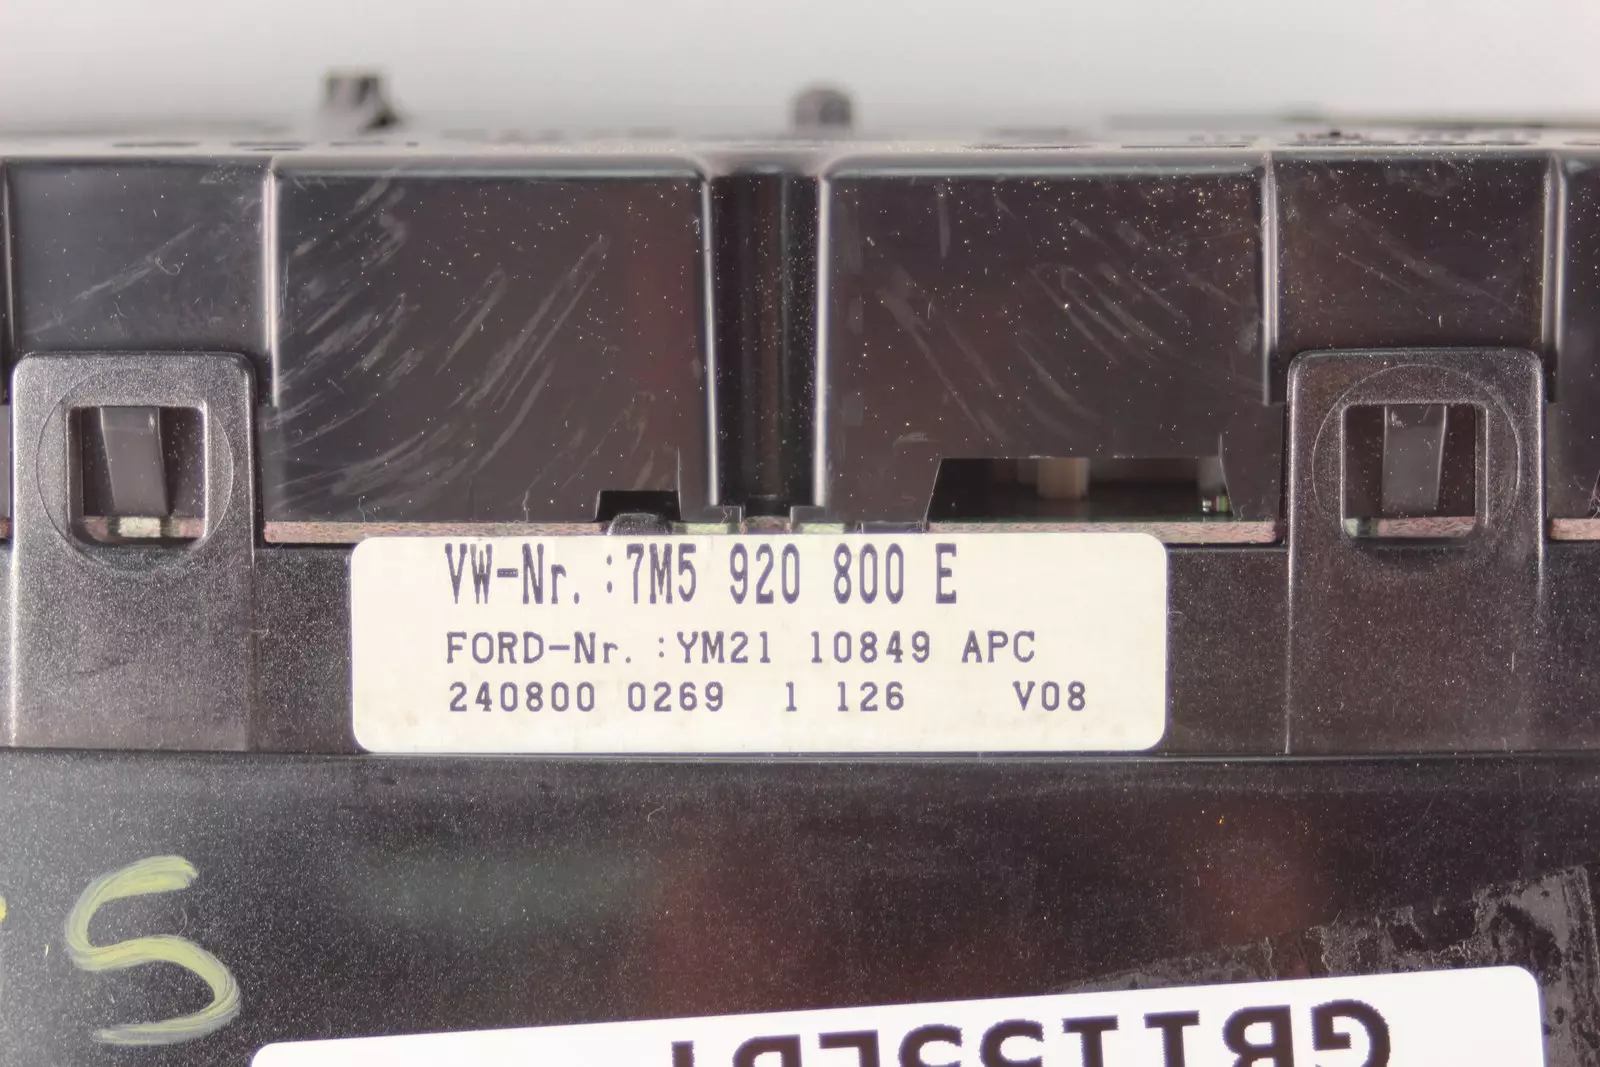 VW-Nr. :7M5 920 800 E
FORD-Nr. :YM21 10849 APC
240800 0269 1 126 V08
S